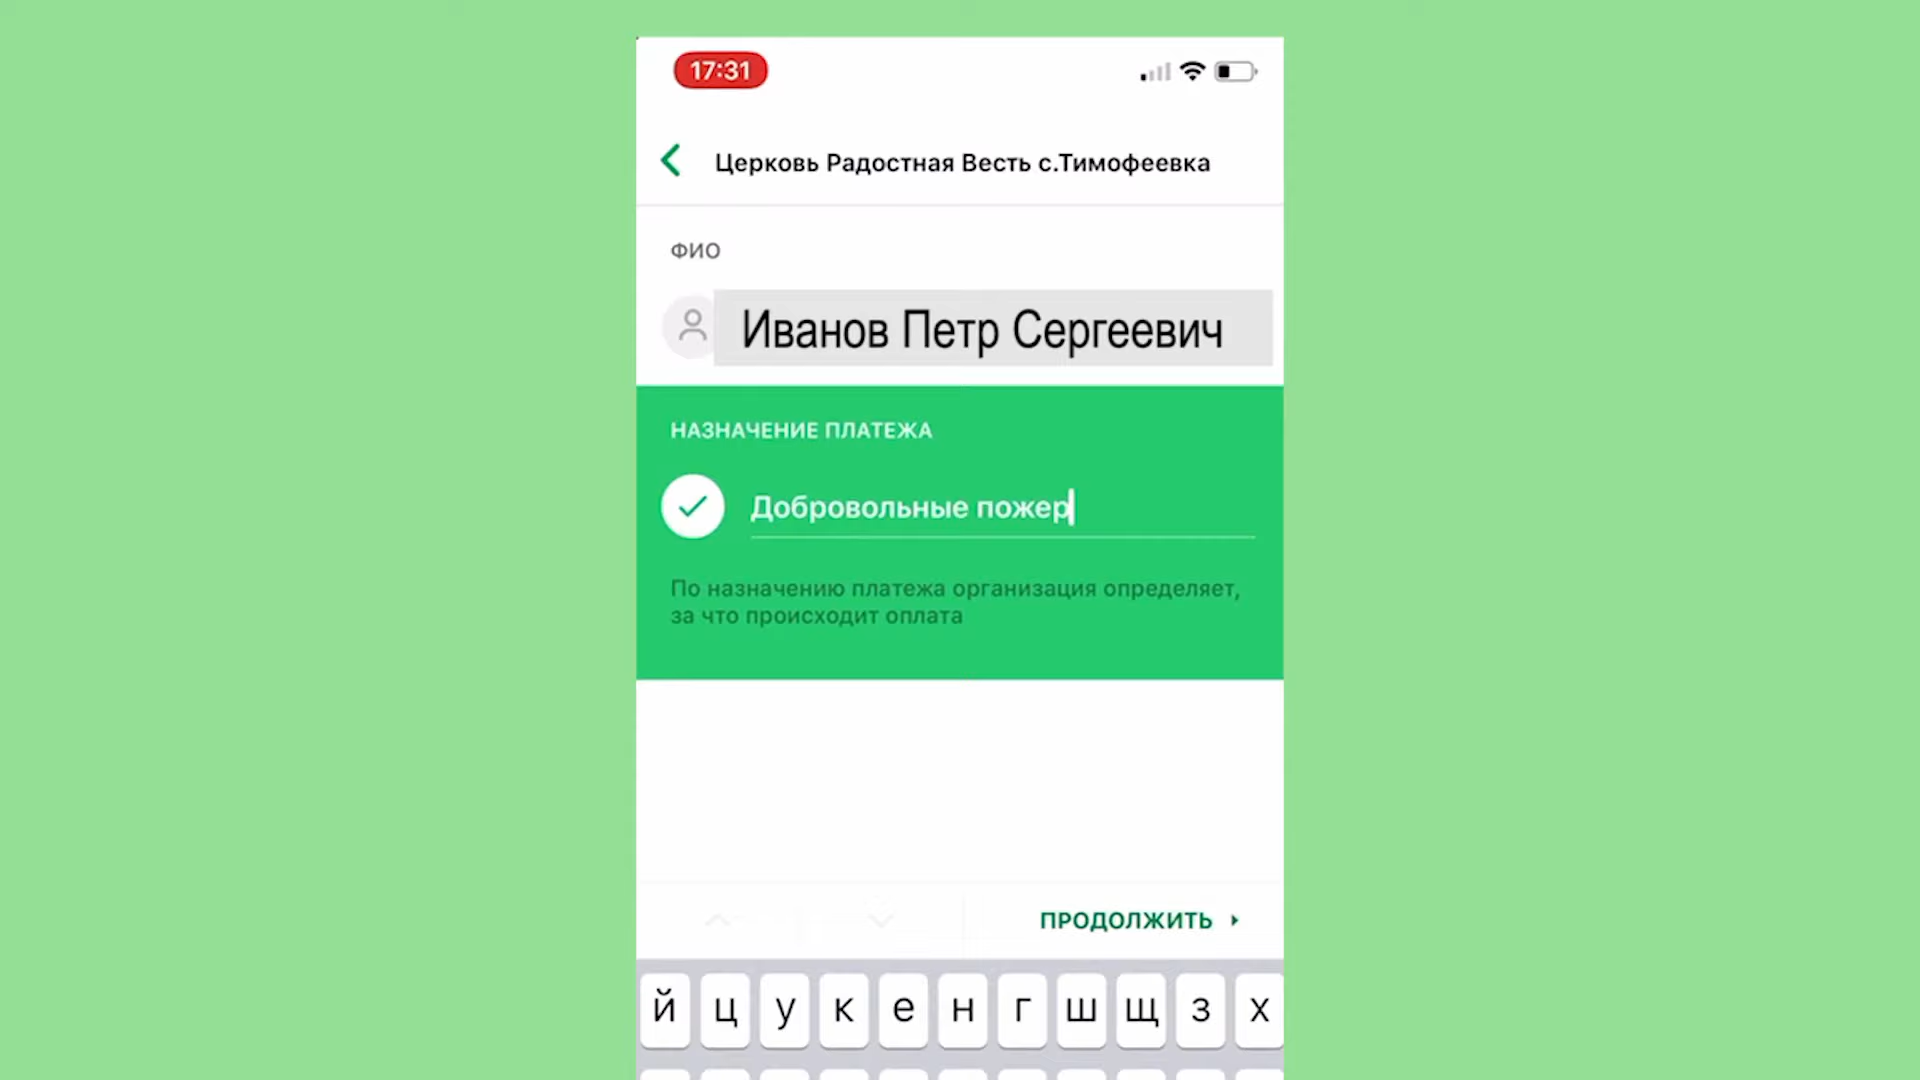 17:31
Церковь Радостная Весть с.Тимофеевка
ФИО
Иванов Петр Сергеевич
НАЗНАЧЕНИЕ ПЛАТЕЖА
Добровольные пожер
По назначению платежа организация определяет,
за что происходит оплата
ПРОДОЛЖИТЬ
й ц у к е н г ш щ з х